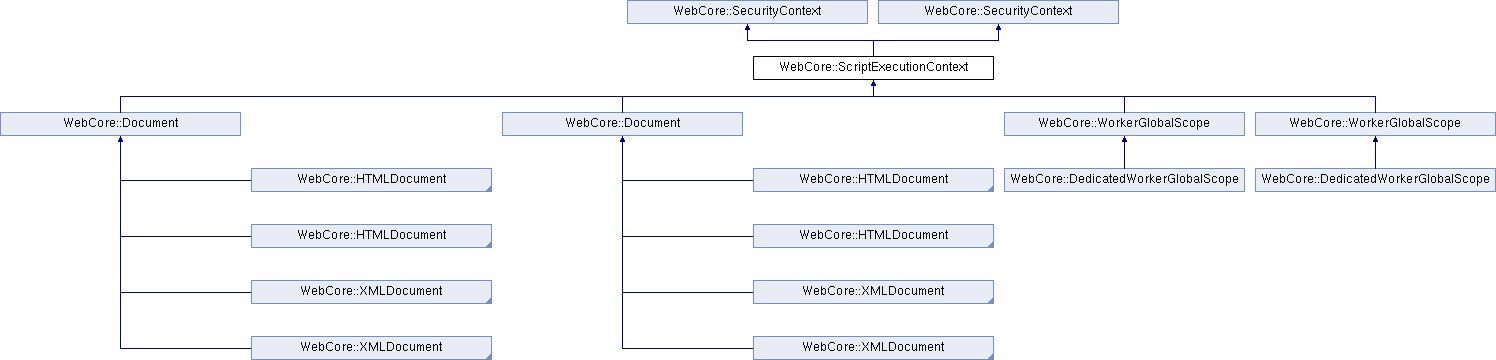 WebCore::SecurityContext
WebCore::SecurityContext
WebCore::ScriptExecutionContext
WebCore::Document
WebCore::Document
WebCore::WorkerGlobalScope
WebCore::WorkerGlobalScope
WebCore::HTMLDocument
WebCore::HTMLDocument
WebCore::DedicatedWorkerGlobalScope
WebCore::DedicatedWorkerGlobalScope
WebCore::HTMLDocument
WebCore::HTMLDocument
WebCore::XMLDocument
WebCore::XMLDocument
WebCore::XMLDocument
WebCore::XMLDocument